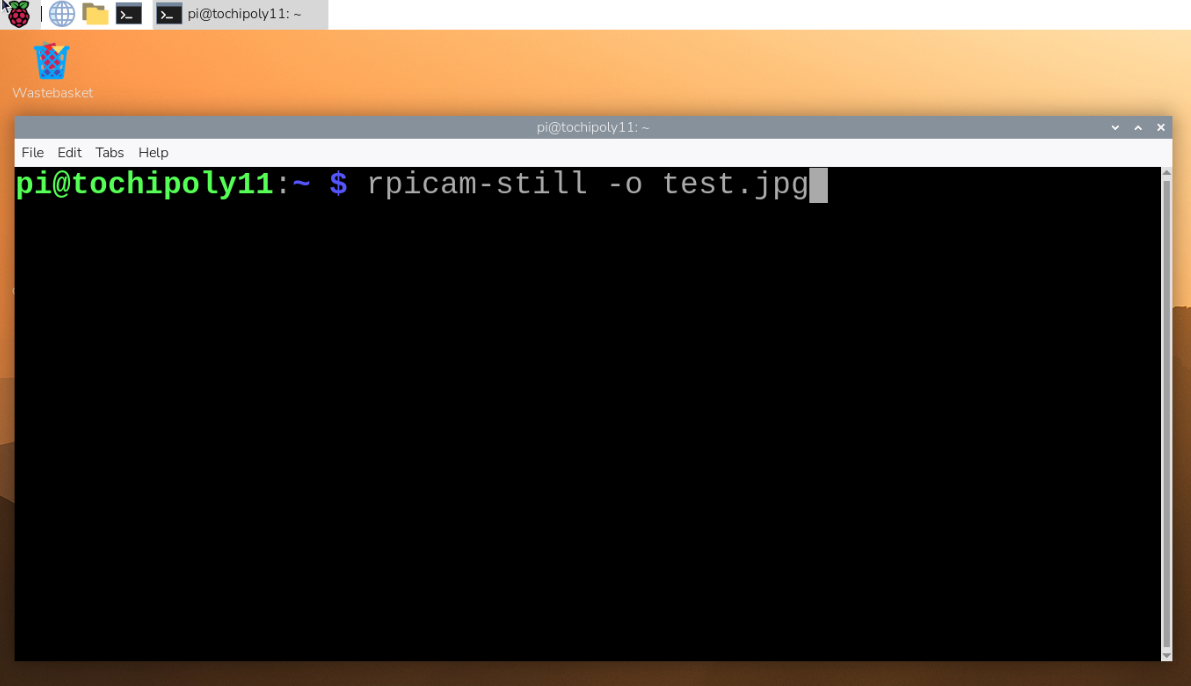 pi@tochipoly11: ~
Wastebasket
pi@tochipoly11: ~
File Edit Tabs Help
pi@tochipoly11:~ $ rpicam-still -o test.jpg